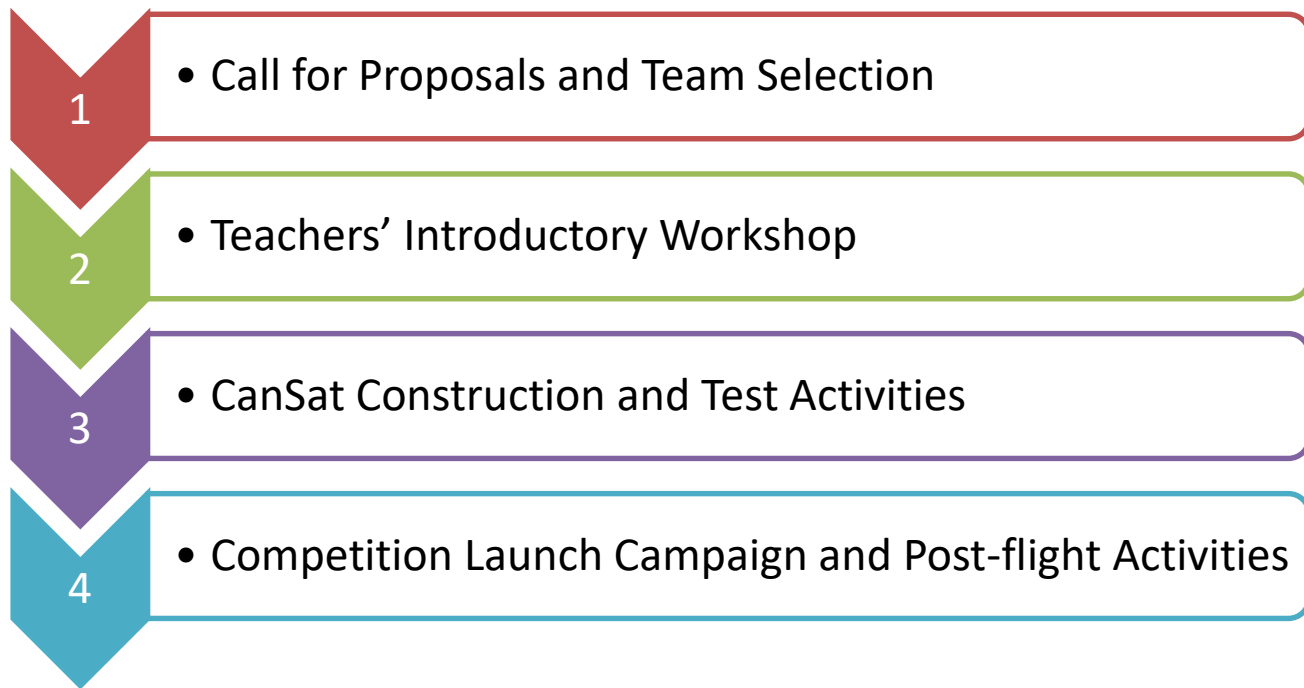 1
• Call for Proposals and Team Selection
2
• Teachers’ Introductory Workshop
3
• CanSat Construction and Test Activities
4
• Competition Launch Campaign and Post-flight Activities